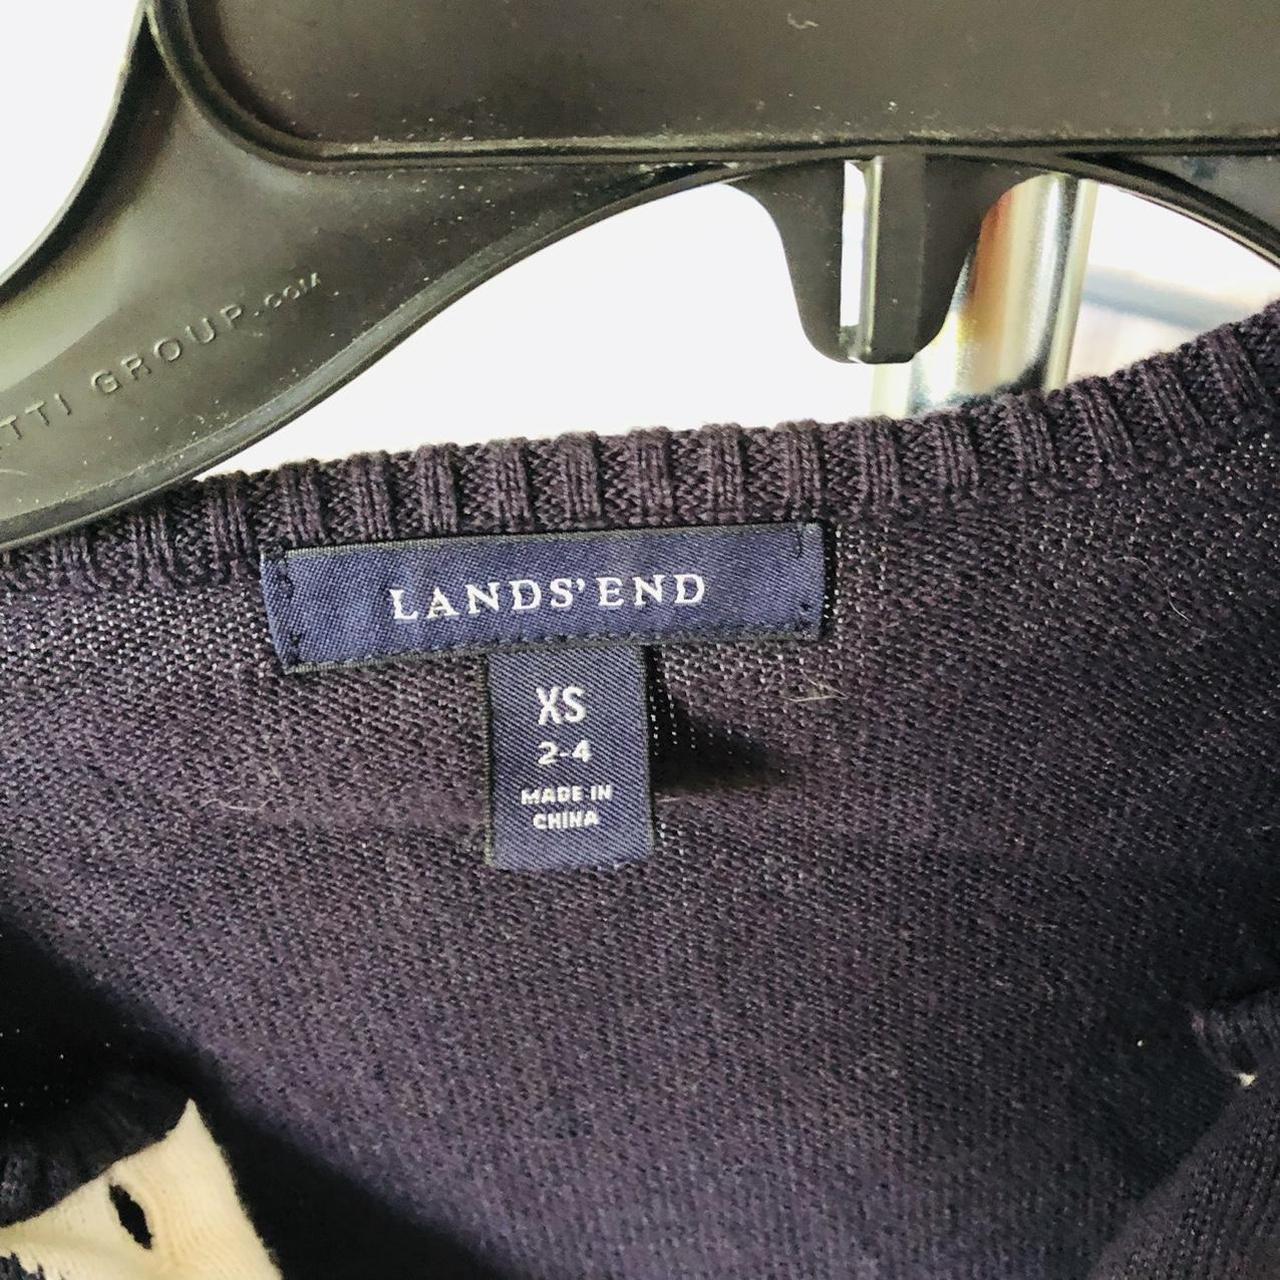 TTI GROUP.COM
LANDS' END
XS
2-4
MADE IN
CHINA